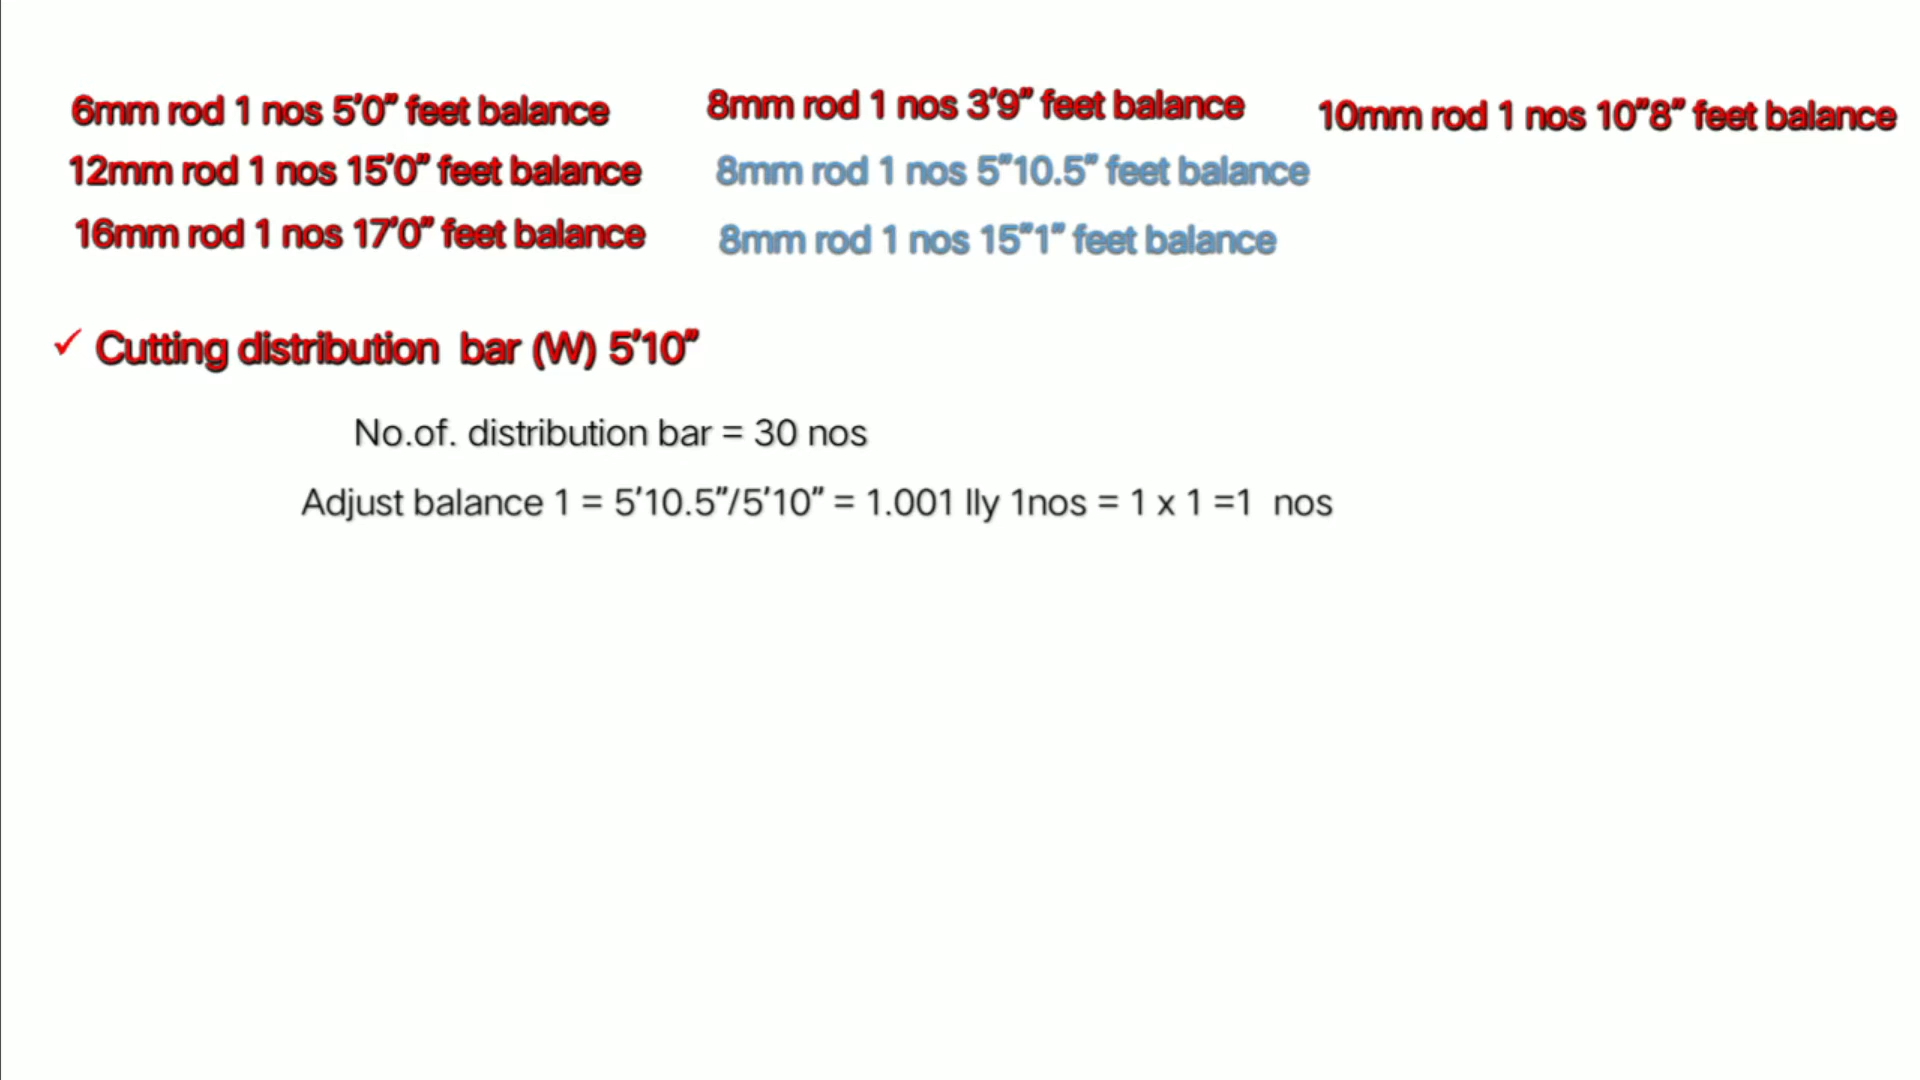 6mm rod 1 nos 5'0" feet balance
8mm rod 1 nos 3'9" feet balance
10mm rod 1 nos 10"8" feet balance
12mm rod 1 nos 15'0" feet balance
8mm rod 1 nos 5"10.5" feet balance
16mm rod 1 nos 17'0" feet balance
8mm rod 1 nos 15"1" feet balance
✓ Cutting distribution bar (W) 5'10"
No.of. distribution bar = 30 nos
Adjust balance 1 = 5'10.5"/5'10" = 1.001 lly 1nos = 1 x 1 =1 nos